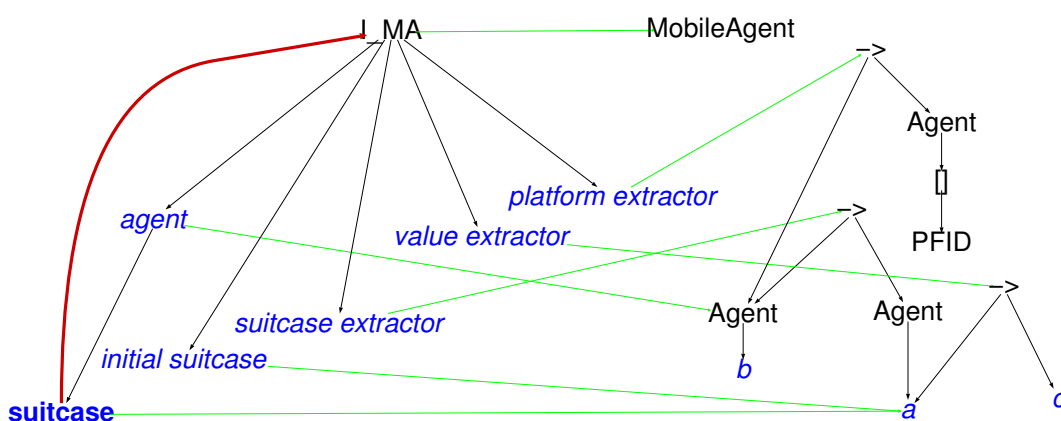 I_MA MobileAgent
−>
Agent
[]
platform extractor
agent −>
value extractor PFID
−>
Agent Agent
suitcase extractor
initial suitcase b
suitcase a